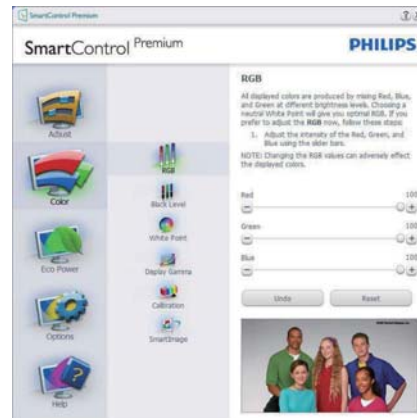 SmartControl Premium
SmartControl Premium
PHILIPS
Adjust
Color
Eco Power
Options
Help
RGB
Black Level
White Point
Display Gamma
Calibration
SmartImage
RGB
All displayed colors are produced by mixing Red, Blue,
and Green at different brightness levels. Choosing a
neutral White Point will give you optimal RGB. If you
prefer to adjust the RGB now, follow these steps:
1. Adjust the intensity of the Red, Green, and
Blue using the slider bars.
NOTE: Changing the RGB values can adversely effect
the displayed colors.
Red 100
Green 100
Blue 100
Undo Reset